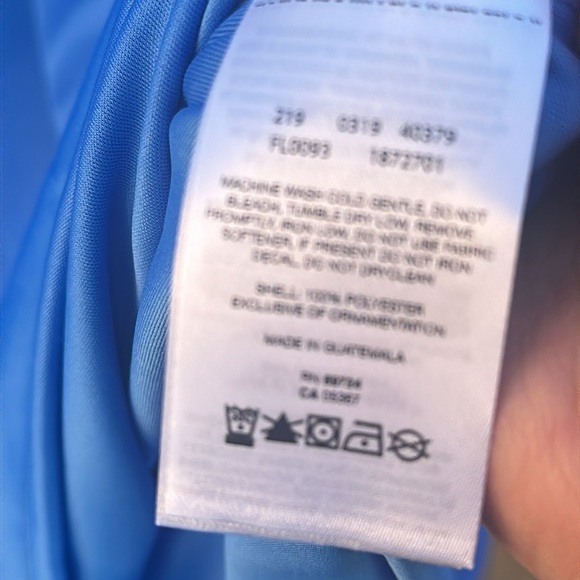 219 0319 40379
FL0093 1872701
MACHINE WASH COLD GENTLE, DO NOT
BLEACH, TUMBLE DRY LOW, REMOVE
PROMPTLY, IRON LOW, DO NOT USE FABRIC
SOFTENER, IF PRESENT DO NOT IRON
DECAL, DO NOT DRYCLEAN
SHELL: 100% POLYESTER
EXCLUSIVE OF ORNAMENTATION
MADE IN GUATEMALA
RN
CA